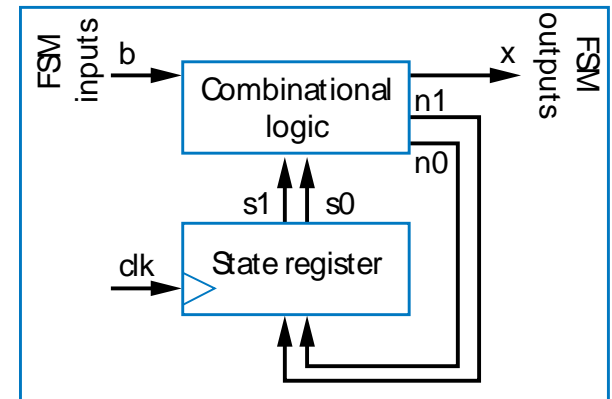 FSM
inputs
b
Combinational
logic
x
FSM
outputs
n1
n0
s1
s0
clk
State register